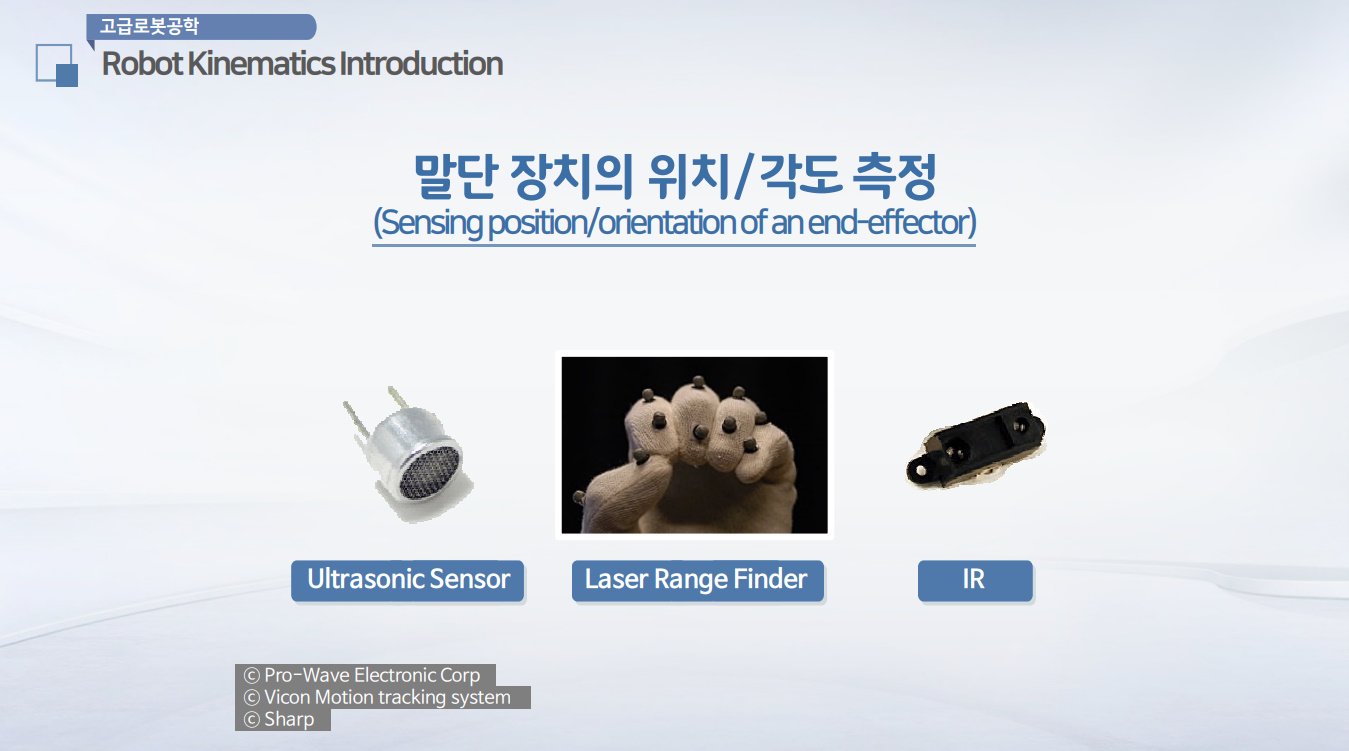 고급로봇공학
Robot Kinematics Introduction
말단 장치의 위치/각도 측정
(Sensing position/orientation of an end-effector)
Ultrasonic Sensor
Laser Range Finder
IR
ⓒ Pro-Wave Electronic Corp
ⓒ Vicon Motion tracking system
ⓒ Sharp